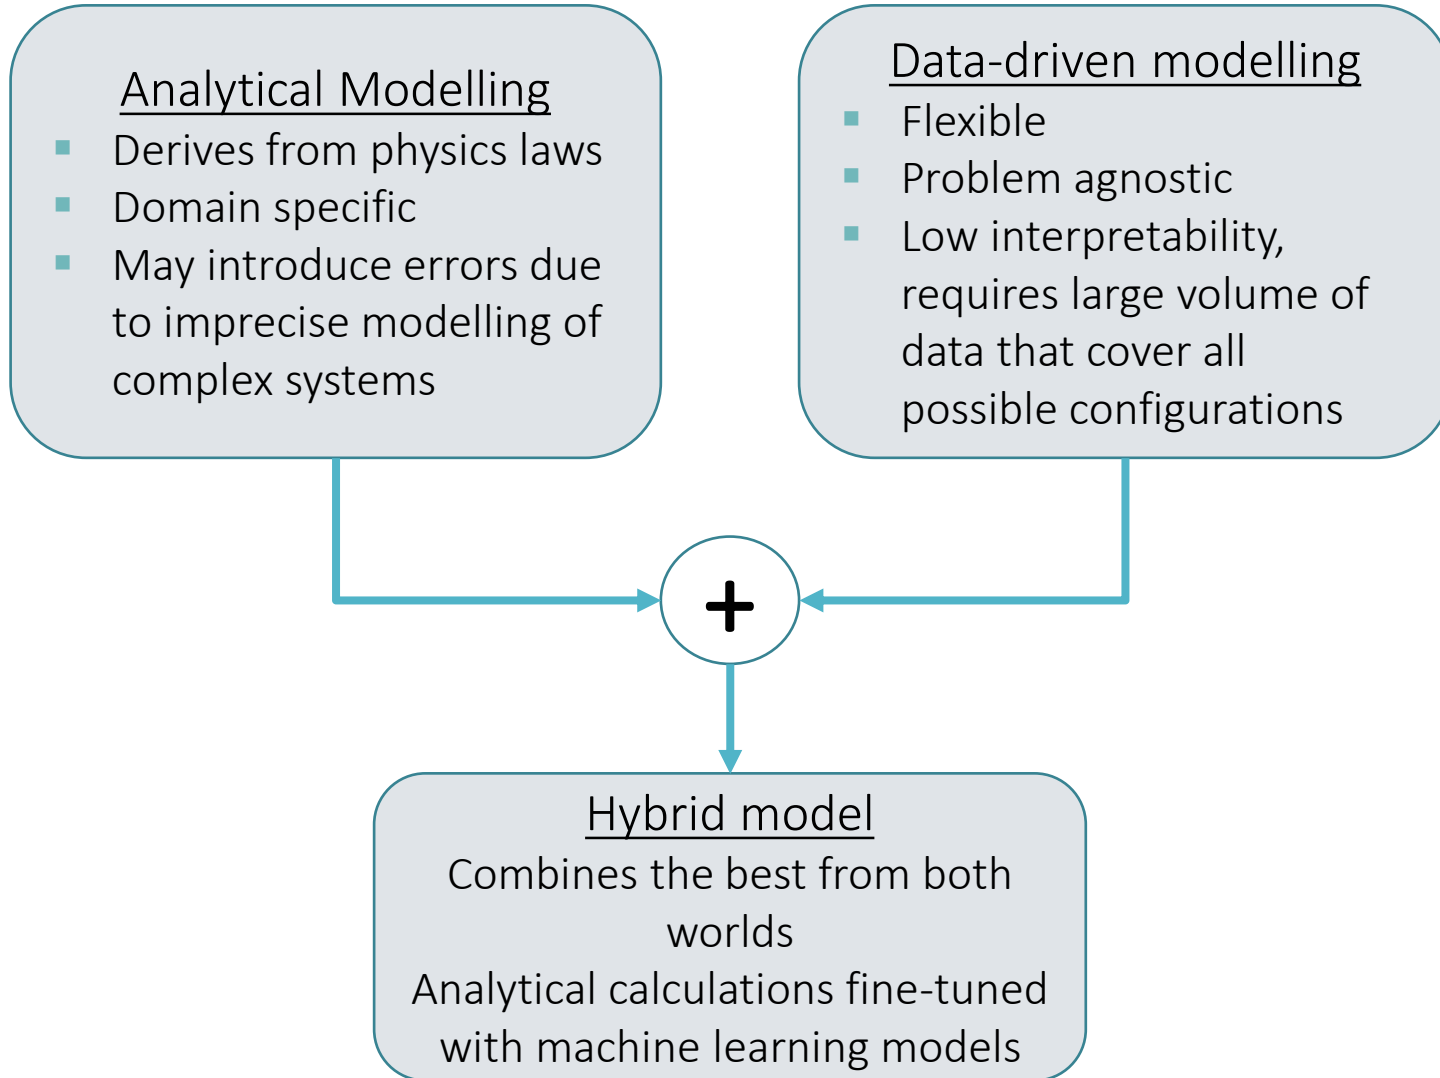 Analytical Modelling
▪ Derives from physics laws
▪ Domain specific
▪ May introduce errors due
to imprecise modelling of
complex systems
Data-driven modelling
▪ Flexible
▪ Problem agnostic
▪ Low interpretability,
requires large volume of
data that cover all
possible configurations
+
Hybrid model
Combines the best from both
worlds
Analytical calculations fine-tuned
with machine learning models